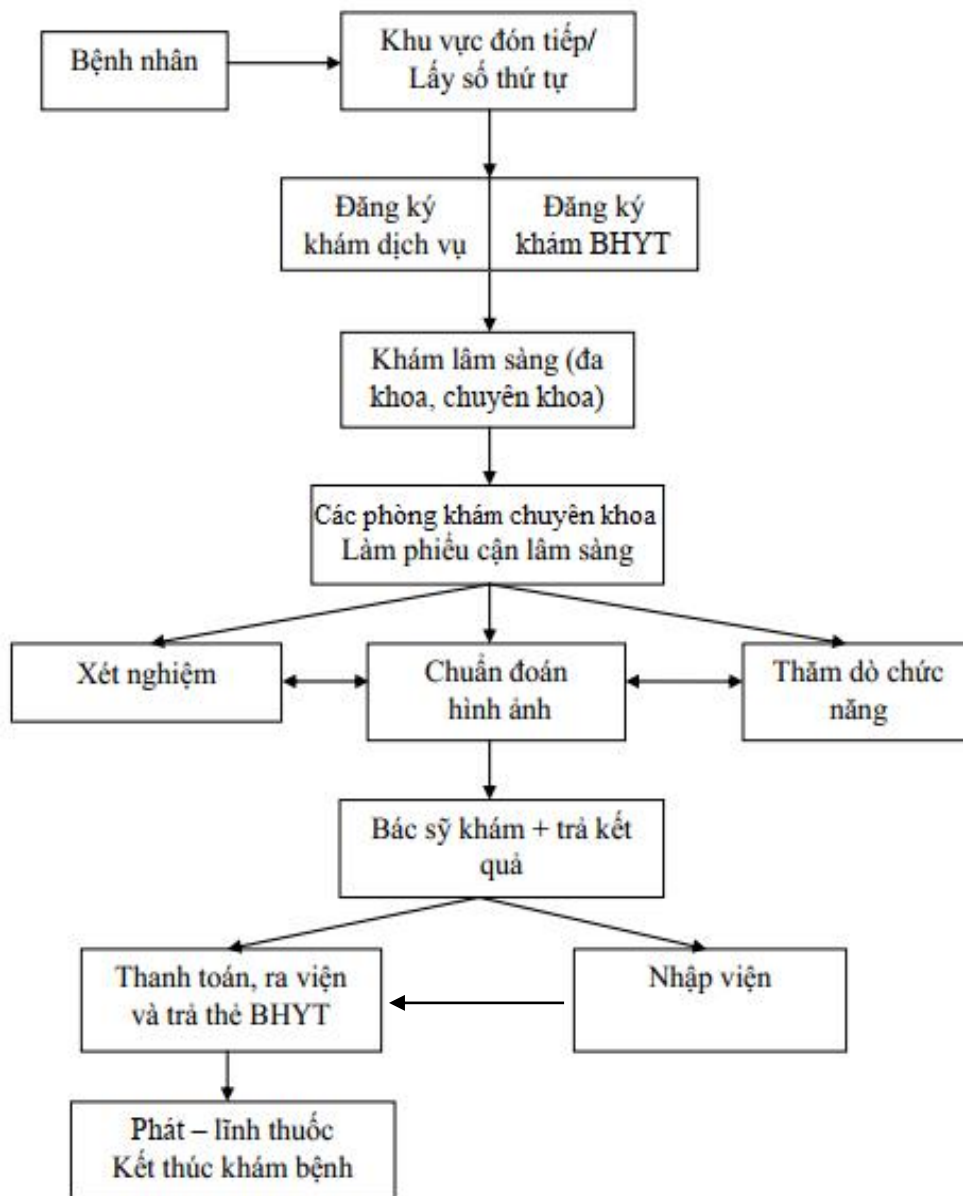 Bệnh nhân
Khu vực đón tiếp/
Lấy số thứ tự
Đăng ký
khám dịch vụ
Đăng ký
khám BHYT
Khám lâm sàng (đa
khoa, chuyên khoa)
Các phòng khám chuyên khoa
Làm phiếu cận lâm sàng
Xét nghiệm
Chuẩn đoán
hình ảnh
Thăm dò chức
năng
Bác sỹ khám + trả kết
quả
Thanh toán, ra viện
và trả thẻ BHYT
Nhập viện
Phát – lĩnh thuốc
Kết thúc khám bệnh